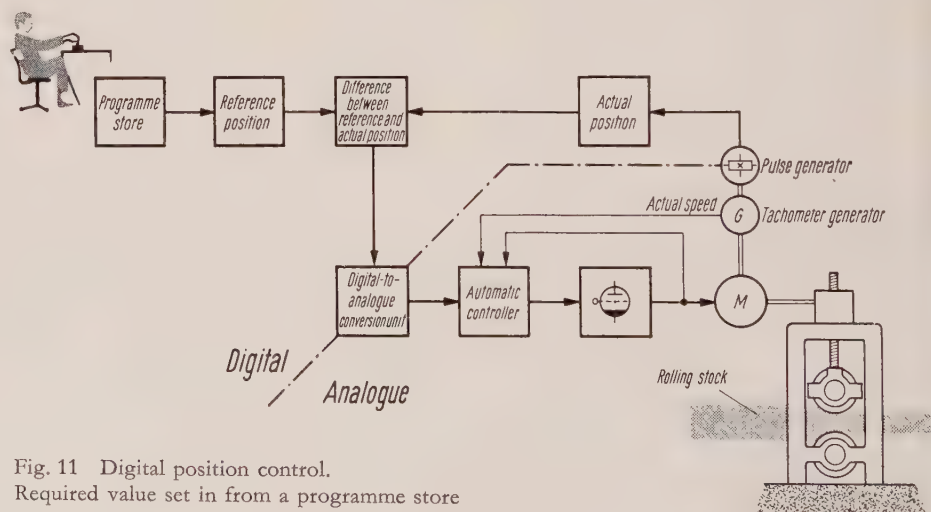 Programme
store
Reference
position
Difference
between
reference and
actual position
Actual
position
Pulse generator
Actual speed
G
Tachometer generator
Digital-to-
analogue
conversion unit
Automatic
controller
M
Digital
Analogue
Rolling stock
Fig. 11 Digital position control.
Required value set in from a programme store